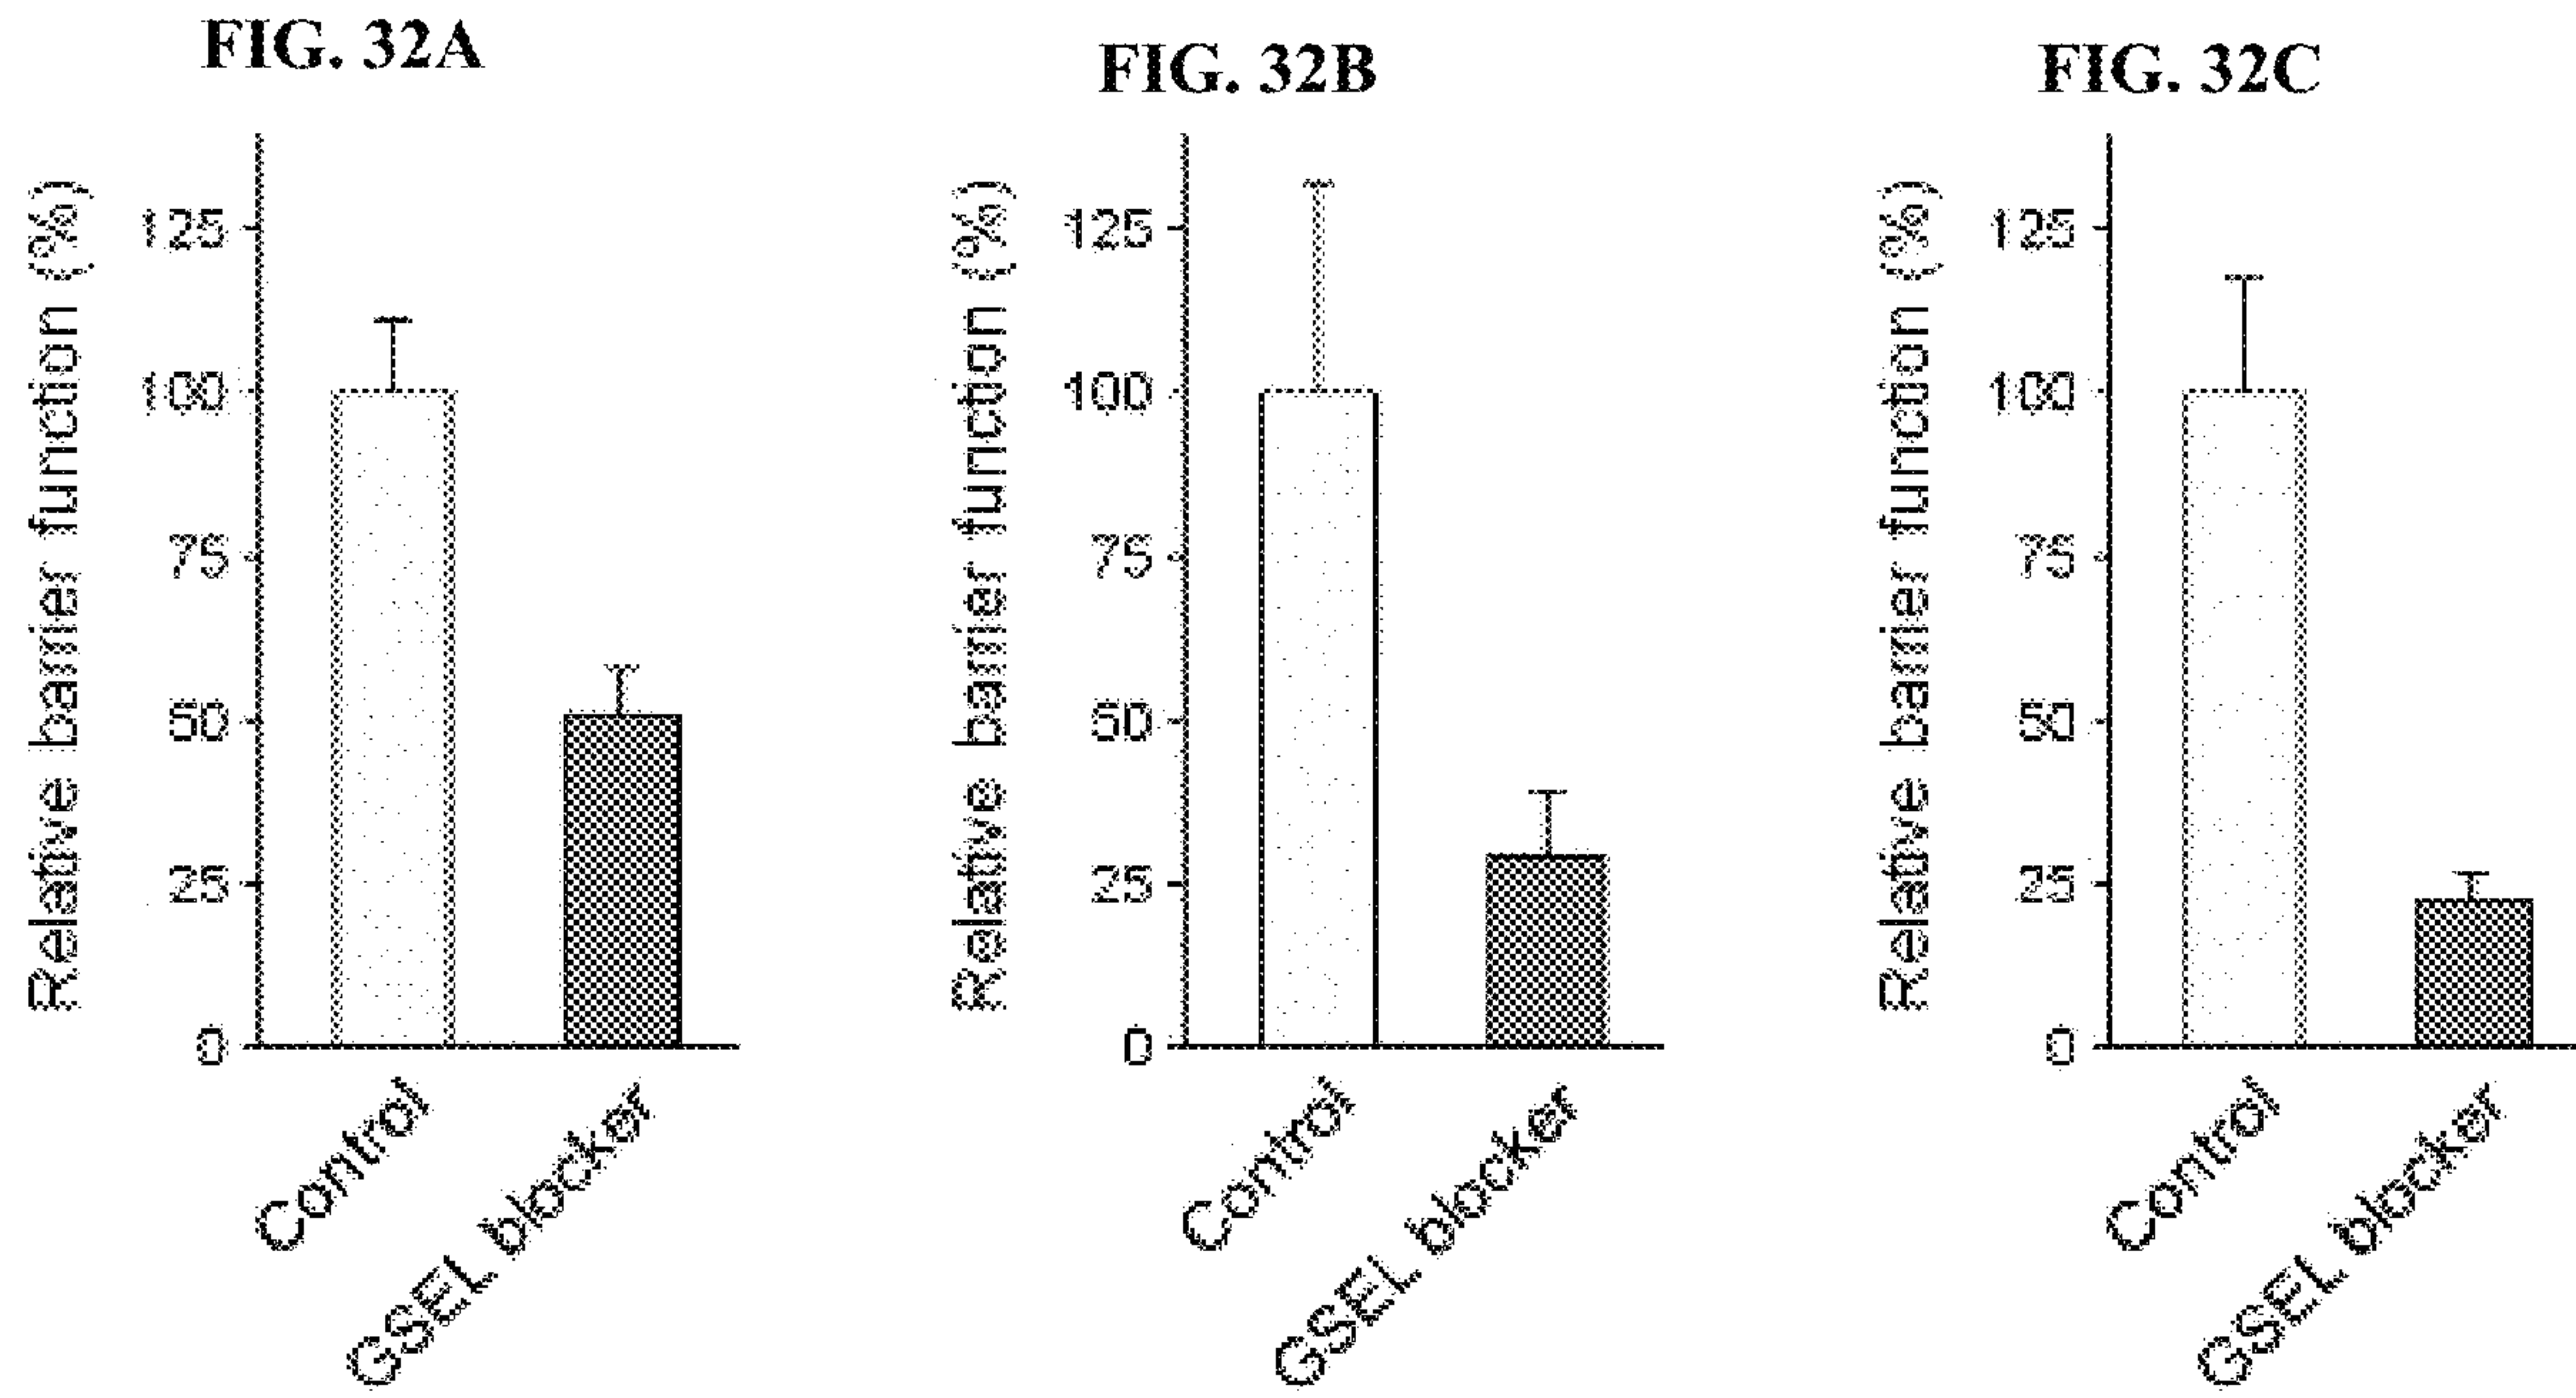 FIG. 32A
Relative barrier function (%)
125
100
75
50
25
0
Control
GSEL blocker
FIG. 32B
Relative barrier function (%)
125
100
75
50
25
0
Control
GSEL blocker
FIG. 32C
Relative barrier function (%)
125
100
75
50
25
0
Control
GSEL blocker